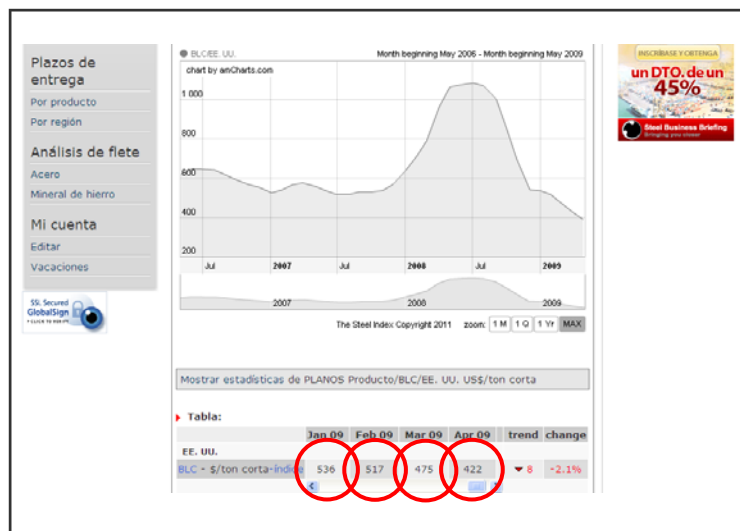 Plazos de
entrega
Por producto
Por región
Análisis de flete
Acero
Mineral de hierro
Mi cuenta
Editar
Vacaciones
SSL Secured
GlobalSign
BLC/EE. UU.
Month beginning May 2006 - Month beginning May 2009
chart by amCharts.com
1 000
800
600
400
200
Jul 2007 Jul 2008 Jul 2009
2007 2008 2009
The Steel Index Copyright 2011 zoom: 1 M 1 Q 1 Yr MAX
Mostrar estadísticas de PLANOS Producto/BLC/EE. UU. US$/ton corta
Tabla:
Jan 09 Feb 09 Mar 09 Apr 09 trend change
EE. UU.
BLC - $/ton corta-índice 536 517 475 422 8 -2.1%
INSCRÍBASE Y OBTENGA
un DTO. de un
45%
Steel Business Briefing
Bringing you closer